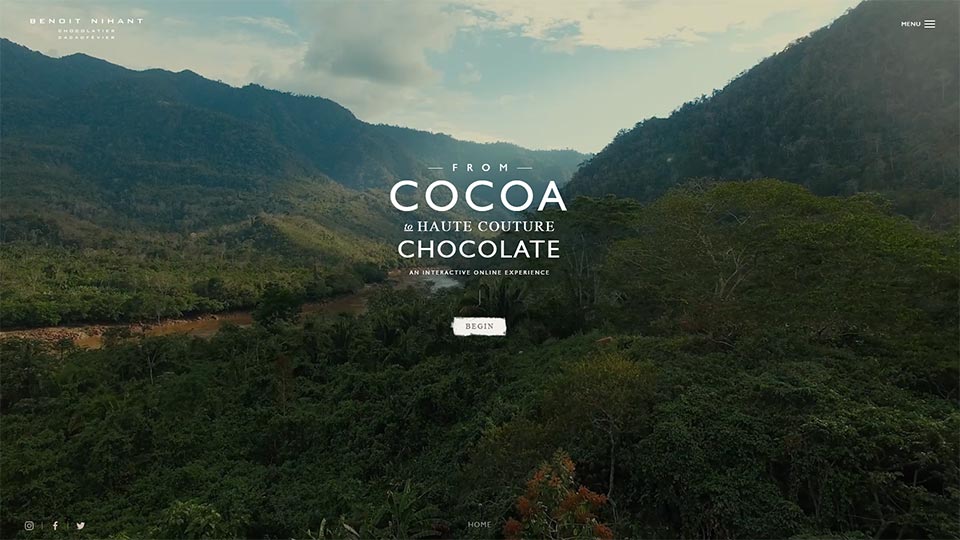 BENOIT NIHANT
CHOCOLATIER
CACAOFÉVIER
MENU
FROM
COCOA
to HAUTE COUTURE
CHOCOLATE
AN INTERACTIVE ONLINE EXPERIENCE
BEGIN
HOME